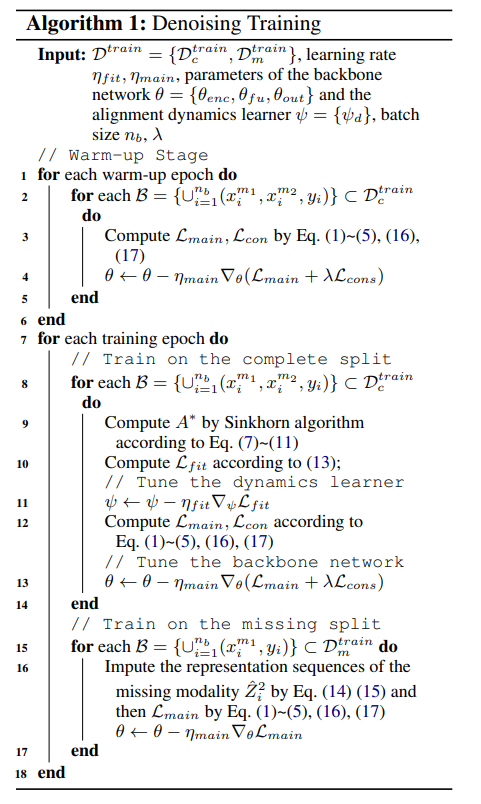 Algorithm 1: Denoising Training
Input: $\mathcal{D}^{train} = \{\mathcal{D}_c^{train}, \mathcal{D}_m^{train}\}$, learning rate
$\eta_{fit}, \eta_{main}$, parameters of the backbone
network $\theta = \{\theta_{enc}, \theta_{fu}, \theta_{out}\}$ and the
alignment dynamics learner $\psi = \{\psi_d\}$, batch
size $n_b$, $\lambda$
// Warm-up Stage
1 for each warm-up epoch do
2 for each $\mathcal{B} = \{\cup_{i=1}^{n_b}(x_i^{m_1}, x_i^{m_2}, y_i)\} \subset \mathcal{D}_c^{train}$
do
3 Compute $\mathcal{L}_{main}, \mathcal{L}_{con}$ by Eq. (1)~(5), (16),
(17)
4 $\theta \leftarrow \theta - \eta_{main}\nabla_\theta(\mathcal{L}_{main} + \lambda\mathcal{L}_{cons})$
5 end
6 end
7 for each training epoch do
// Train on the complete split
8 for each $\mathcal{B} = \{\cup_{i=1}^{n_b}(x_i^{m_1}, x_i^{m_2}, y_i)\} \subset \mathcal{D}_c^{train}$
do
9 Compute $A^*$ by Sinkhorn algorithm
according to Eq. (7)~(11)
10 Compute $\mathcal{L}_{fit}$ according to (13);
// Tune the dynamics learner
11 $\psi \leftarrow \psi - \eta_{fit}\nabla_\psi\mathcal{L}_{fit}$
12 Compute $\mathcal{L}_{main}, \mathcal{L}_{con}$ according to
Eq. (1)~(5), (16), (17)
// Tune the backbone network
13 $\theta \leftarrow \theta - \eta_{main}\nabla_\theta(\mathcal{L}_{main} + \lambda\mathcal{L}_{cons})$
14 end
// Train on the missing split
15 for each $\mathcal{B} = \{\cup_{i=1}^{n_b}(x_i^{m_1}, y_i)\} \subset \mathcal{D}_m^{train}$ do
16 Impute the representation sequences of the
missing modality $\hat{Z}_i^2$ by Eq. (14) (15) and
then $\mathcal{L}_{main}$ by Eq. (1)~(5), (16), (17)
$\theta \leftarrow \theta - \eta_{main}\nabla_\theta\mathcal{L}_{main}$
17 end
18 end